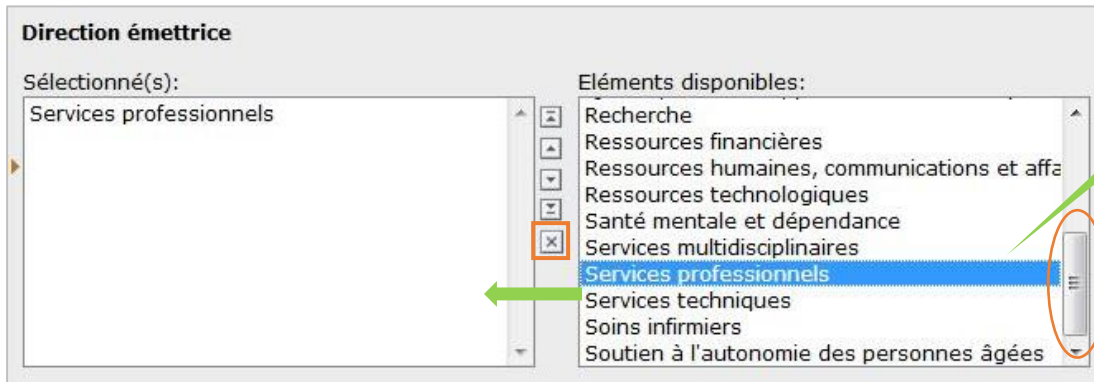 Direction émettrice
Sélectionné(s):
Services professionnels
Eléments disponibles:
Recherche
Ressources financières
Ressources humaines, communications et affa
Ressources technologiques
Santé mentale et dépendance
Services multidisciplinaires
Services professionnels
Services techniques
Soins infirmiers
Soutien à l'autonomie des personnes âgées